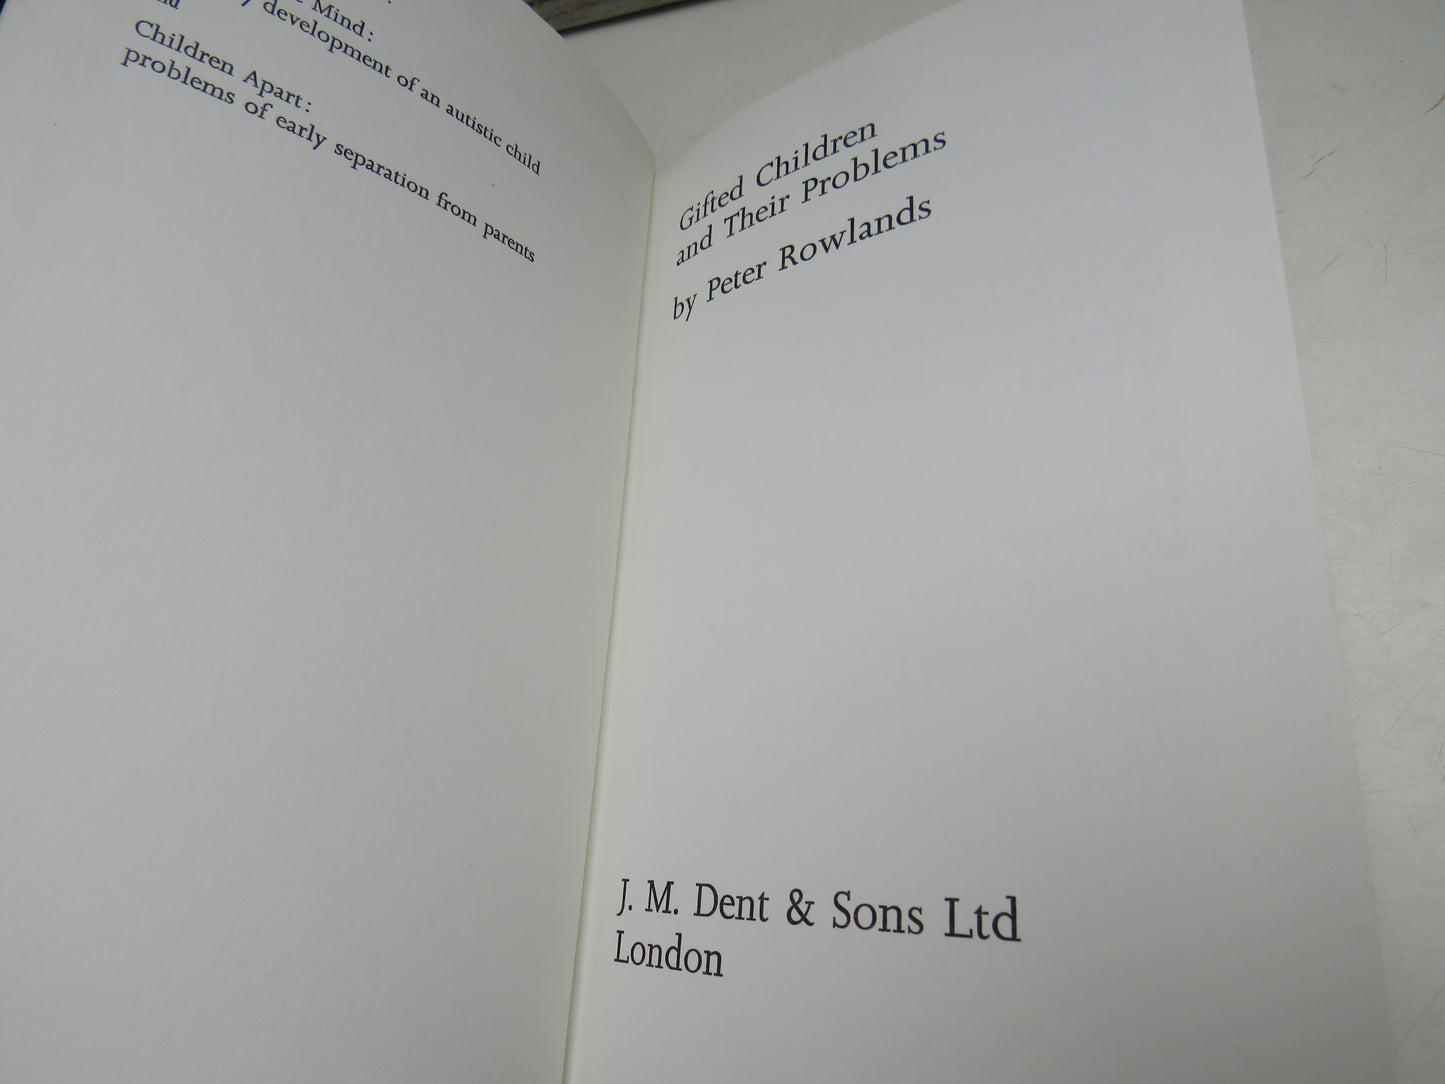 Mind:
development of an autistic child
Children Apart:
problems of early separation from parents
Gifted Children
and Their Problems
by Peter Rowlands
J. M. Dent & Sons Ltd
London